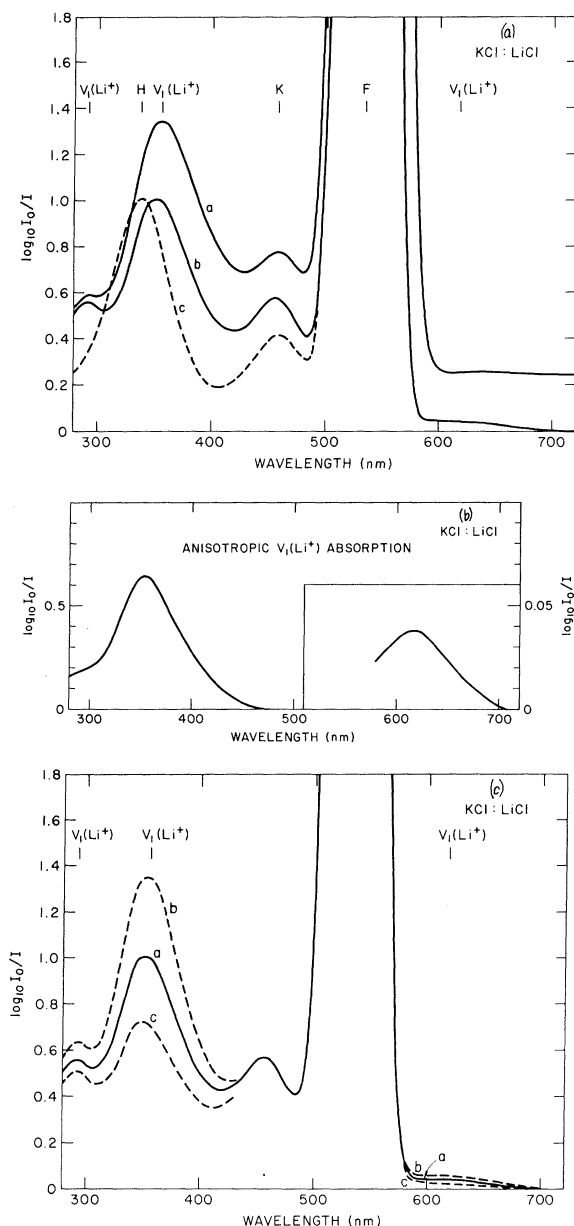 (a)
KCl : LiCl
V₁(Li⁺) H V₁(Li⁺) K F V₁(Li⁺)
1.8
1.6
1.4
1.2
1.0
0.8
0.6
0.4
0.2
0
log₁₀ I₀/I
a
b
c
300 400 500 600 700
WAVELENGTH (nm)
(b)
KCl : LiCl
ANISOTROPIC V₁(Li⁺) ABSORPTION
log₁₀ I₀/I
0.5
0
0.05
0
log₁₀ I₀/I
300 400 500 600 700
WAVELENGTH (nm)
(c)
KCl : LiCl
V₁(Li⁺) V₁(Li⁺) V₁(Li⁺)
1.8
1.6
1.4
1.2
1.0
0.8
0.6
0.4
0.2
0
log₁₀ I₀/I
b
a
c
b
a
c
300 400 500 600 700
WAVELENGTH (nm)